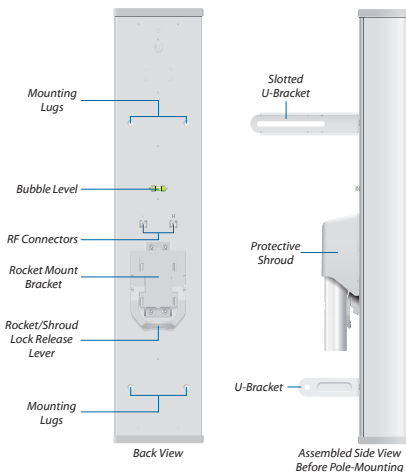 Mounting
Lugs
Bubble Level
RF Connectors
Rocket Mount
Bracket
Rocket/Shroud
Lock Release
Lever
Mounting
Lugs
Back View
Slotted
U-Bracket
Protective
Shroud
U-Bracket
Assembled Side View
Before Pole-Mounting